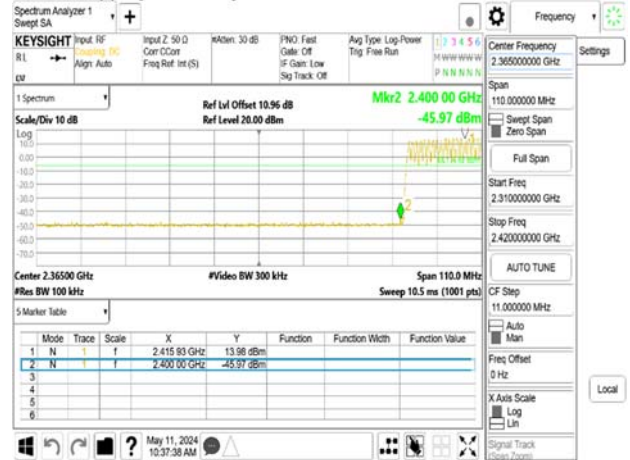 Spectrum Analyzer 1
Swept SA
Frequency
KEYSIGHT
Input: RF
Coupling: DC
Align: Auto
Input Z: 50 Ω
Corr CCorr
Freq Ref: Int (S)
#Atten: 30 dB
PNO: Fast
Gate: Off
IF Gain: Low
Sig Track: Off
Avg Type: Log-Power
Trig: Free Run
1 2 3 4 5 6
M W W W W W
P N N N N N
RL
Center Frequency
2.365000000 GHz
Settings
1 Spectrum
Ref Lvl Offset 10.96 dB
Mkr2 2.400 00 GHz
Scale/Div 10 dB
Ref Level 20.00 dBm
-45.97 dBm
Span
110.000000 MHz
Swept Span
Zero Span
Full Span
Start Freq
2.310000000 GHz
Stop Freq
2.420000000 GHz
AUTO TUNE
CF Step
11.000000 MHz
Auto
Man
Freq Offset
0 Hz
X Axis Scale
Log
Lin
Signal Track
(Span Zoom)
Local
Log
10.0
0.00
-10.0
-20.0
-30.0
-40.0
-50.0
-60.0
-70.0
1
2
Center 2.36500 GHz
#Video BW 300 kHz
Span 110.0 MHz
#Res BW 100 kHz
Sweep 10.5 ms (1001 pts)
5 Marker Table
Mode Trace Scale X Y Function Function Width Function Value
1 N 1 f 2.415 93 GHz 13.98 dBm
2 N 1 f 2.400 00 GHz -45.97 dBm
3
4
5
6
May 11, 2024
10:37:38 AM